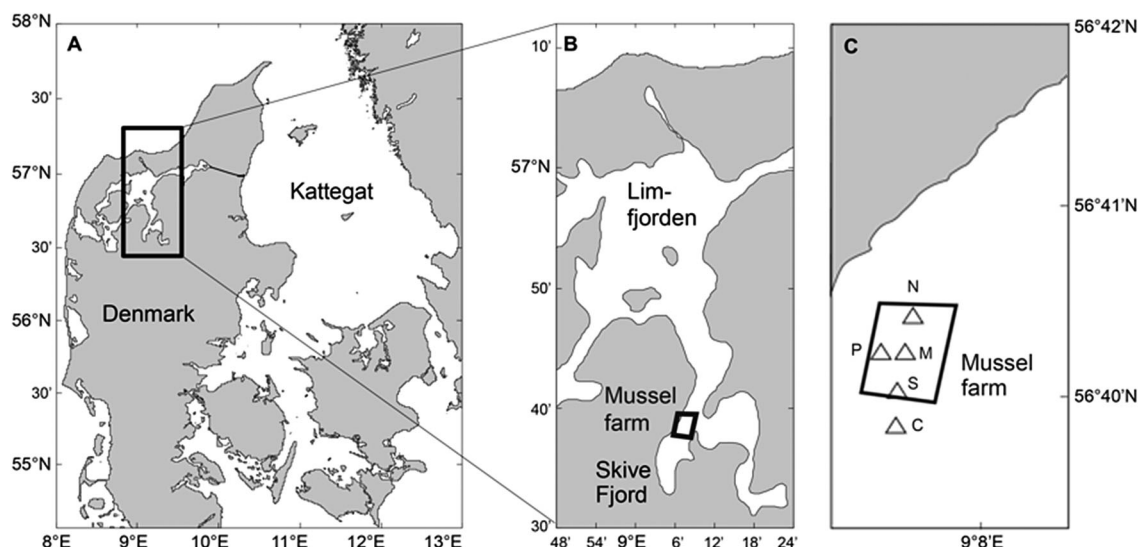 A
58°N
30'
57°N
30'
56°N
30'
55°N
8°E
9°E
10°E
11°E
12°E
13°E
Kattegat
Denmark
B
10'
57°N
50'
40'
30'
48'
54'
9°E
6'
12'
18'
24'
Lim-
fjorden
Mussel
farm
Skive
Fjord
C
56°42'N
56°41'N
56°40'N
9°8'E
N
P
M
S
C
Mussel
farm